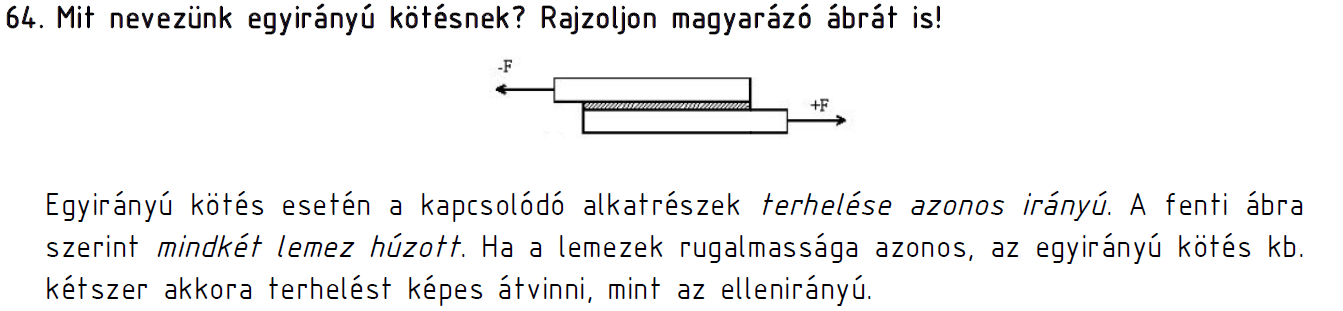 64. Mit nevezünk egyirányú kötésnek? Rajzoljon magyarázó ábrát is!
-F
+F
Egyirányú kötés esetén a kapcsolódó alkatrészek terhelése azonos irányú. A fenti ábra
szerint mindkét lemez húzott. Ha a lemezek rugalmassága azonos, az egyirányú kötés kb.
kétszer akkora terhelést képes átvinni, mint az ellenirányú.